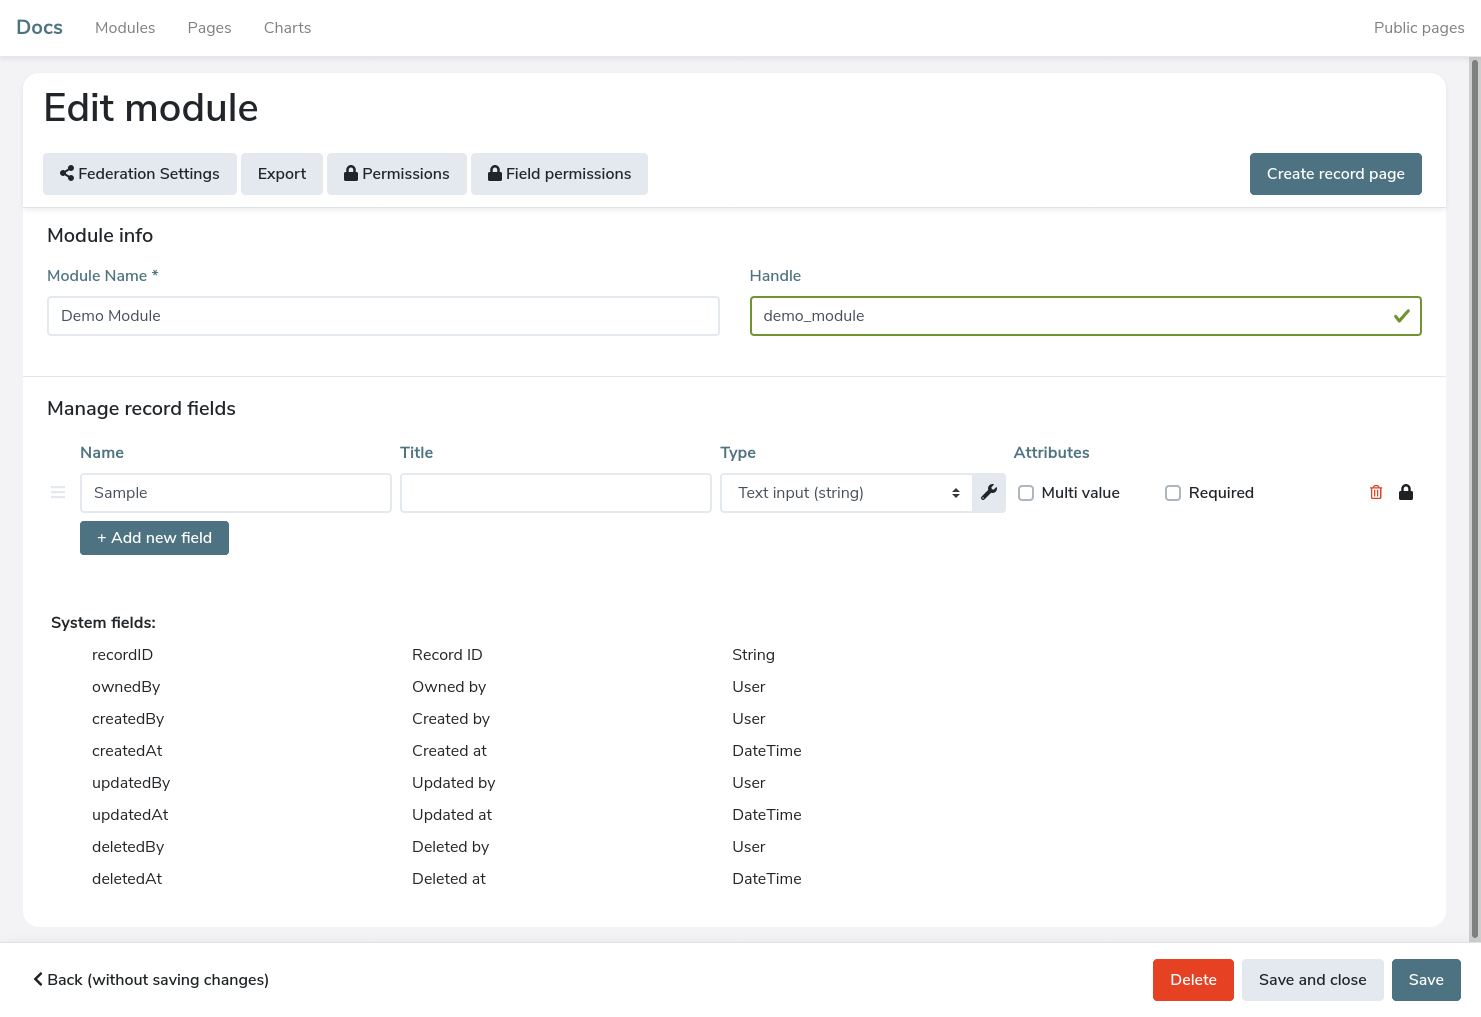 Docs Modules Pages Charts Public pages
Edit module
Federation Settings Export Permissions Field permissions Create record page
Module info
Module Name * Handle
Demo Module demo_module
Manage record fields
Name Title Type Attributes
Sample Text input (string) Multi value Required
+ Add new field
System fields:
recordID Record ID String
ownedBy Owned by User
createdBy Created by User
createdAt Created at DateTime
updatedBy Updated by User
updatedAt Updated at DateTime
deletedBy Deleted by User
deletedAt Deleted at DateTime
Back (without saving changes) Delete Save and close Save